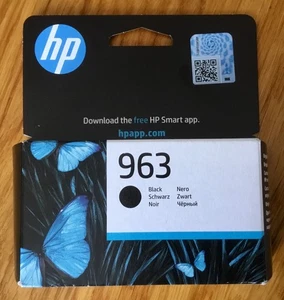 hp
Download the free HP Smart app.
hpapp.com
963
Black Nero
Schwarz Zwart
Noir Чёрный